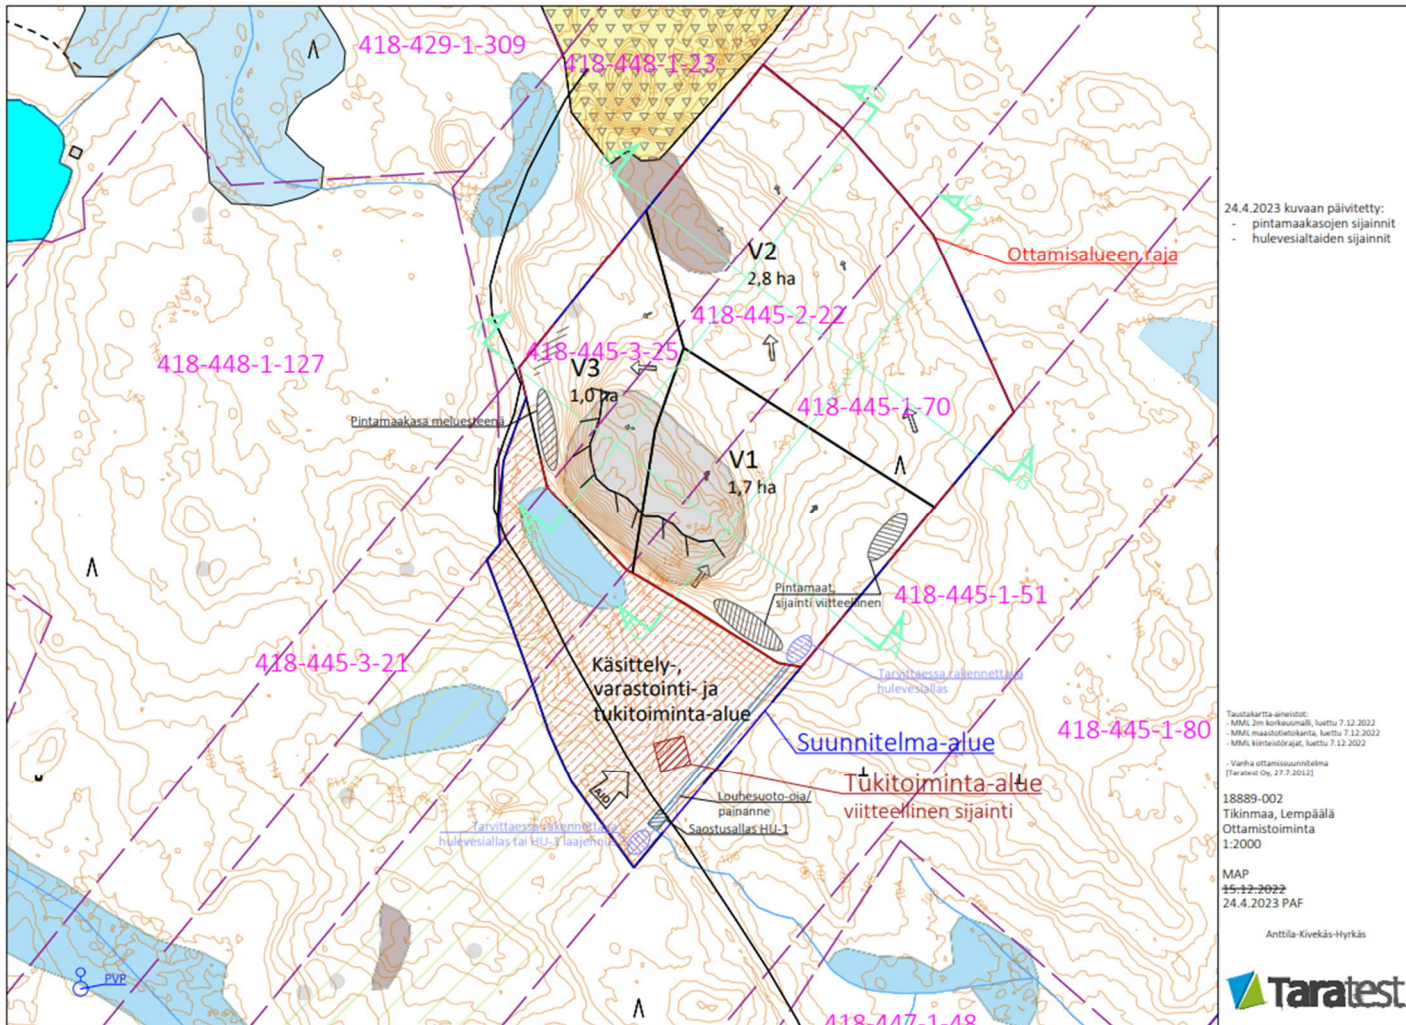 418-429-1-309
418-448-1-23
24.4.2023 kuvaan päivitetty:
- pintamaakasojen sijainnit
- hulevesialtaiden sijainnit
Ottamisalueen raja
V2
2,8 ha
418-445-2-22
418-445-3-25
418-448-1-127
V3
1,0 ha
418-445-1-70
Pintamaakasa meluesteenä
V1
1,7 ha
Pintamaat,
sijainti viitteellinen
418-445-1-51
418-445-3-21
Käsittely-,
varastointi- ja
tukitoiminta-alue
Tarvittaessa rakennettava
hulevesiallas
418-445-1-80
Suunnitelma-alue
Tukitoiminta-alue
viitteellinen sijainti
AJO
Louhesuoto-oja/
painanne
Saostusallas HU-1
Tarvittaessa rakennettava
hulevesiallas tai HU-1 laajennus
Taustakartta-aineistot:
- MML 2m korkeusmalli, luettu 7.12.2022
- MML maastotietokanta, luettu 7.12.2022
- MML kiinteistörajat, luettu 7.12.2022
- Vanha ottamissuunnitelma
[Taratest Oy, 27.7.2012]
18889-002
Tikinmaa, Lempäälä
Ottamistoiminta
1:2000
MAP
15.12.2022
24.4.2023 PAF
Anttila-Kivekäs-Hyrkäs
PVP
418-447-1-48
Taratest